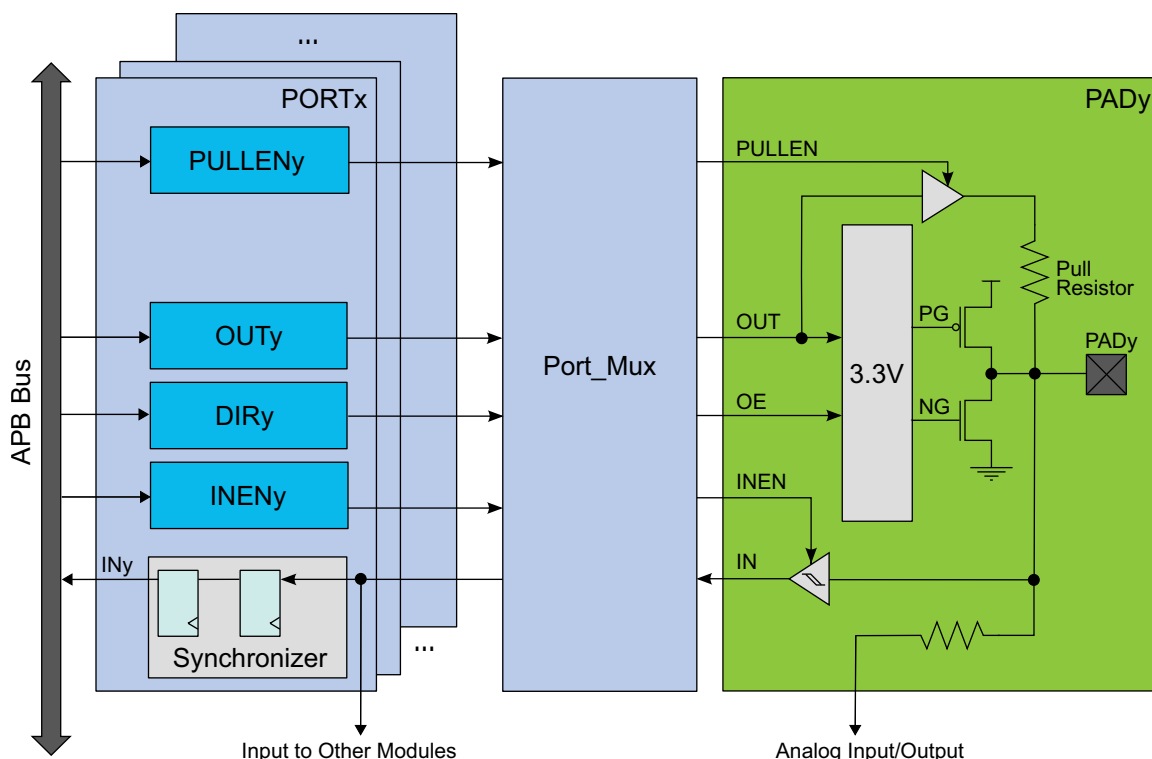 ...
PORTx
PADy
PULLENy
PULLEN
Pull
Resistor
OUTy
OUT
PG
PADy
APB Bus
Port_Mux
3.3V
DIRy
OE
NG
INENy
INEN
INy
IN
Synchronizer
...
Input to Other Modules
Analog Input/Output